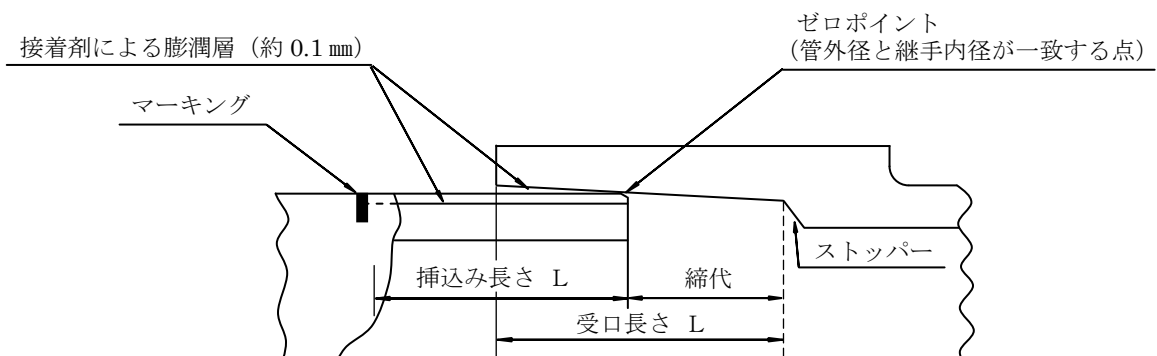 ゼロポイント
(管外径と継手内径が一致する点)
接着剤による膨潤層 (約 0.1 ㎜)
マーキング
ストッパー
挿込み長さ L
締代
受口長さ L